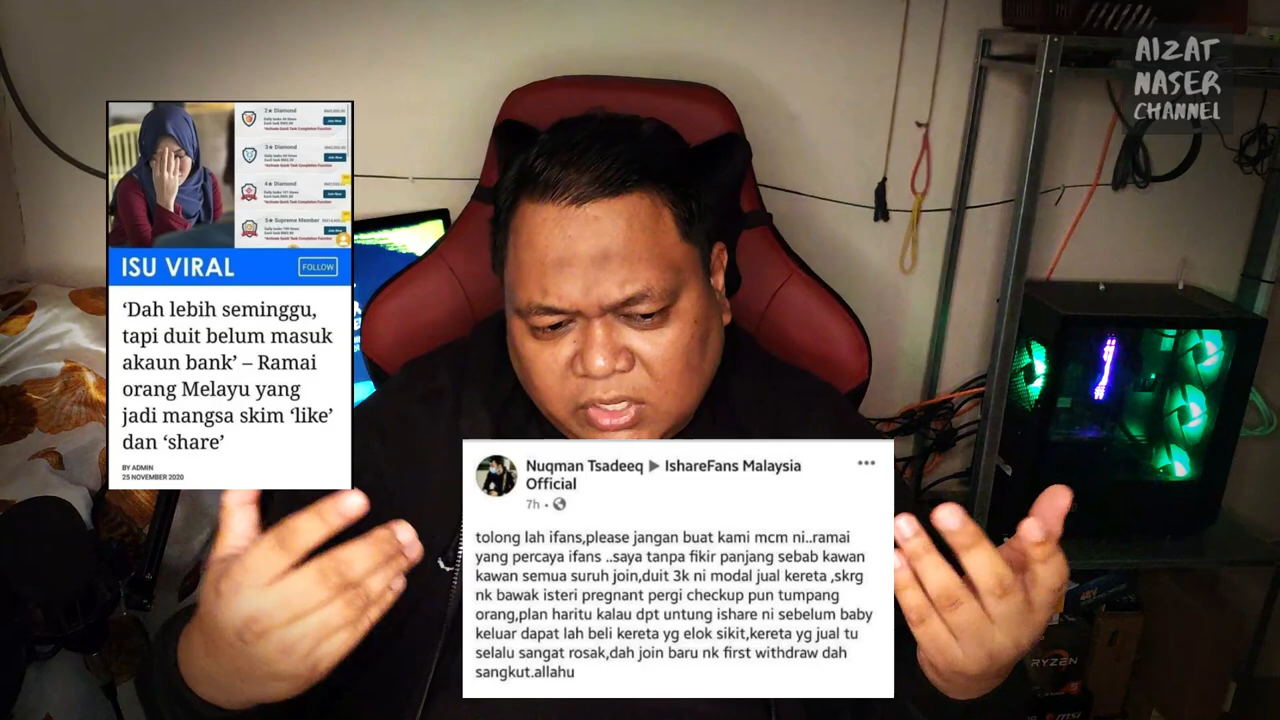 AIZAT
NASER
CHANNEL
2★ Diamond
Join Now
3★ Diamond
Join Now
4★ Diamond
Join Now
5★ Supreme Member
Join Now
ISU VIRAL
FOLLOW
‘Dah lebih seminggu,
tapi duit belum masuk
akaun bank’ – Ramai
orang Melayu yang
jadi mangsa skim ‘like’
dan ‘share’
BY ADMIN
25 NOVEMBER 2020
Nuqman Tsadeeq ▶ IshareFans Malaysia
Official
7h
tolong lah ifans,please jangan buat kami mcm ni..ramai
yang percaya ifans ..saya tanpa fikir panjang sebab kawan
kawan semua suruh join,duit 3k ni modal jual kereta ,skrg
nk bawak isteri pregnant pergi checkup pun tumpang
orang,plan haritu kalau dpt untung ishare ni sebelum baby
keluar dapat lah beli kereta yg elok sikit,kereta yg jual tu
selalu sangat rosak,dah join baru nk first withdraw dah
sangkut.allahu
RYZEN